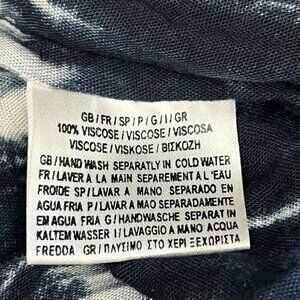 GB/FR/SP/P/G/I/GR
100% VISCOSE/VISCOSE/VISCOSA
VISCOSE/VISKOSE/ΒΙΣΚΟΖΗ
GB/HAND WASH SEPARATLY IN COLD WATER
FR/LAVER A LA MAIN SEPAREMENT A L'EAU
FROIDE SP/LAVAR A MANO SEPARADO EN
AGUA FRIA P/LAVAR A MAO SEPARADAMENTE
EM AGUA FRIA G/HANDWASCHE SEPARAT IN
KALTEM WASSER I/LAVAGGIO A MANO ACQUA
FREDDA GR/ΠΛΥΣΙΜΟ ΣΤΟ ΧΕΡΙ ΞΕΧΩΡΙΣΤΑ